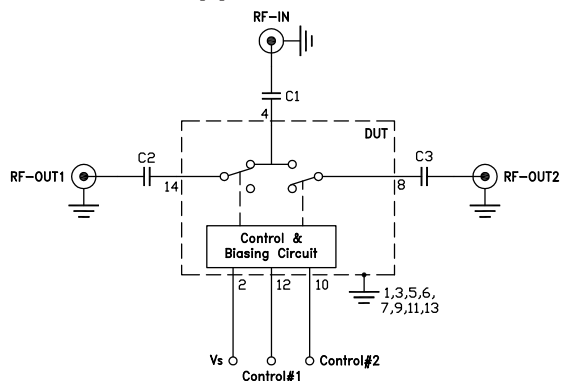 RF-IN
C1
4
DUT
C2
C3
RF-OUT1
14
8
RF-OUT2
Control &
Biasing Circuit
2
12
10
1,3,5,6,
7,9,11,13
Vs
Control#2
Control#1